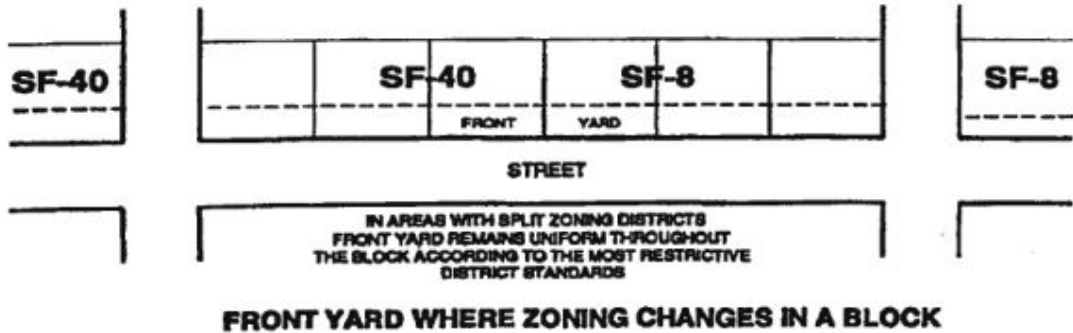 SF-40
SF-40
SF-8
SF-8
FRONT YARD
STREET
IN AREAS WITH SPLIT ZONING DISTRICTS
FRONT YARD REMAINS UNIFORM THROUGHOUT
THE BLOCK ACCORDING TO THE MOST RESTRICTIVE
DISTRICT STANDARDS
FRONT YARD WHERE ZONING CHANGES IN A BLOCK